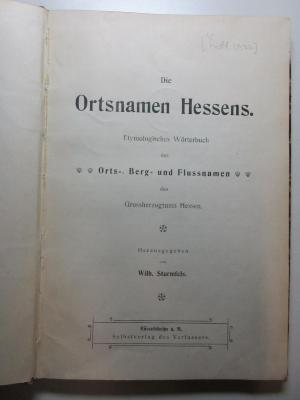 Die
Ortsnamen Hessens.
Etymologisches Wörterbuch
der
Orts-, Berg- und Flussnamen
des
Grossherzogtums Hessen.
Herausgegeben
von
Wilh. Sturmfels.
Rüsselsheim a. M.
Selbstverlag des Verfassers.